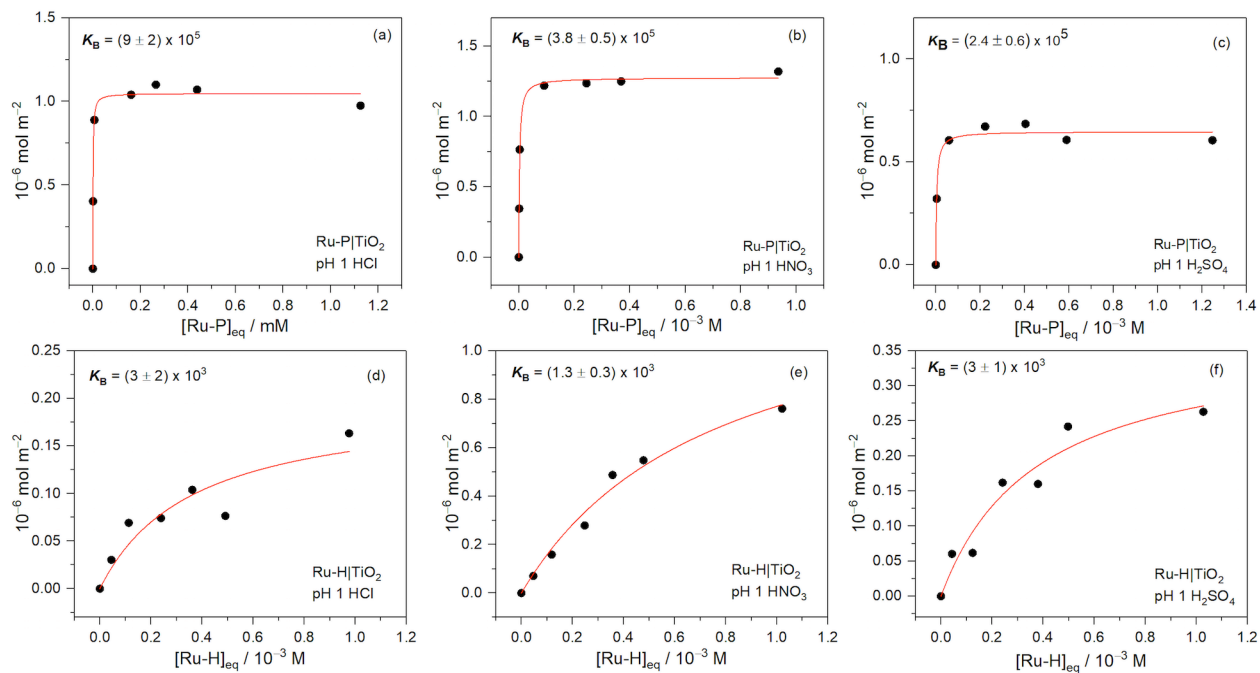 K_B = (9 ± 2) x 10⁵
(a)
1.5
1.0
0.5
0.0
10⁻⁶ mol m⁻²
Ru-P|TiO₂
pH 1 HCl
0.0 0.2 0.4 0.6 0.8 1.0 1.2
[Ru-P]eq / mM
K_B = (3.8 ± 0.5) x 10⁵
(b)
1.5
1.0
0.5
0.0
10⁻⁶ mol m⁻²
Ru-P|TiO₂
pH 1 HNO₃
0.0 0.2 0.4 0.6 0.8 1.0
[Ru-P]eq / 10⁻³ M
K_B = (2.4 ± 0.6) x 10⁵
(c)
1.0
0.5
0.0
10⁻⁶ mol m⁻²
Ru-P|TiO₂
pH 1 H₂SO₄
0.0 0.2 0.4 0.6 0.8 1.0 1.2 1.4
[Ru-P]eq / 10⁻³ M
K_B = (3 ± 2) x 10³
(d)
0.25
0.20
0.15
0.10
0.05
0.00
10⁻⁶ mol m⁻²
Ru-H|TiO₂
pH 1 HCl
0.0 0.2 0.4 0.6 0.8 1.0 1.2
[Ru-H]eq / 10⁻³ M
K_B = (1.3 ± 0.3) x 10³
(e)
1.0
0.8
0.6
0.4
0.2
0.0
10⁻⁶ mol m⁻²
Ru-H|TiO₂
pH 1 HNO₃
0.0 0.2 0.4 0.6 0.8 1.0 1.2
[Ru-H]eq / 10⁻³ M
K_B = (3 ± 1) x 10³
(f)
0.35
0.30
0.25
0.20
0.15
0.10
0.05
0.00
10⁻⁶ mol m⁻²
Ru-H|TiO₂
pH 1 H₂SO₄
0.0 0.2 0.4 0.6 0.8 1.0 1.2
[Ru-H]eq / 10⁻³ M